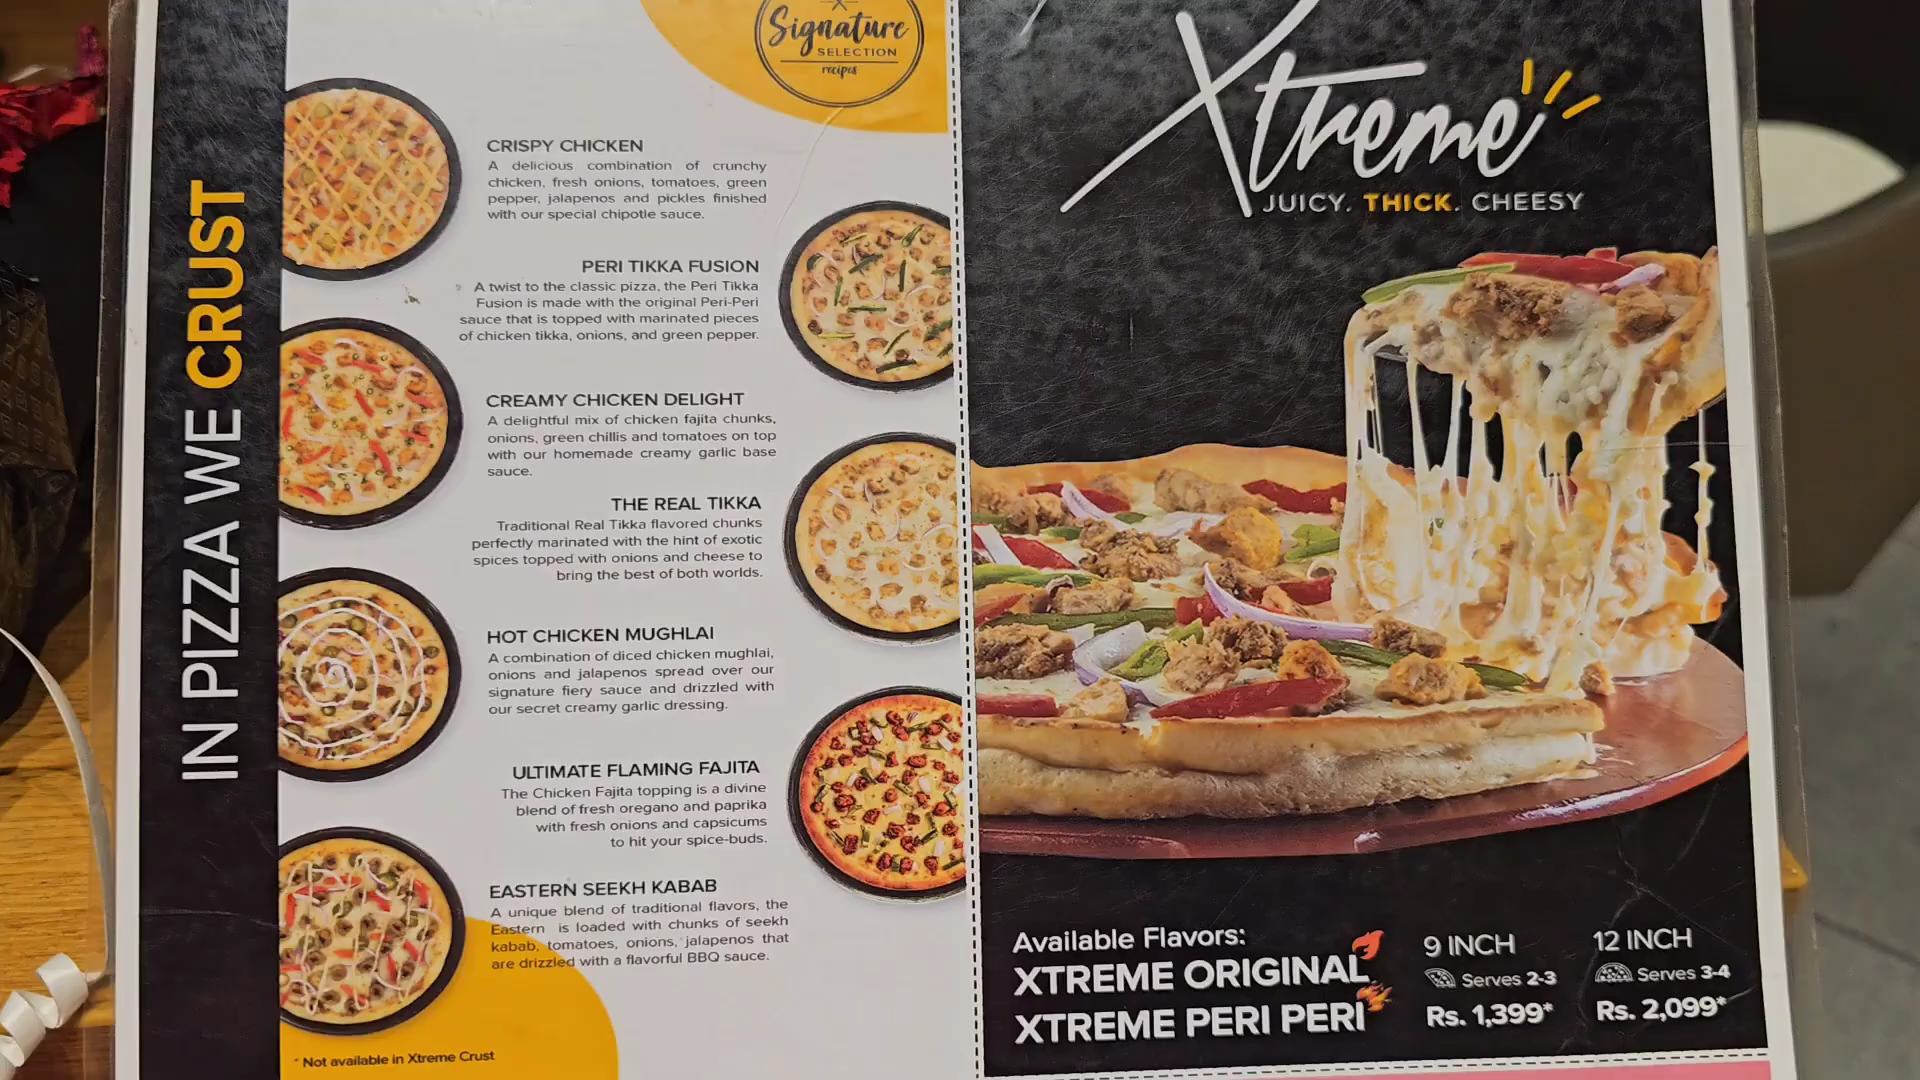 IN PIZZA WE CRUST
Signature
SELECTION
recipes
CRISPY CHICKEN
A delicious combination of crunchy
chicken, fresh onions, tomatoes, green
pepper, jalapenos and pickles finished
with our special chipotle sauce.
PERI TIKKA FUSION
A twist to the classic pizza, the Peri Tikka
Fusion is made with the original Peri-Peri
sauce that is topped with marinated pieces
of chicken tikka, onions, and green pepper.
CREAMY CHICKEN DELIGHT
A delightful mix of chicken fajita chunks,
onions, green chillis and tomatoes on top
with our homemade creamy garlic base
sauce.
THE REAL TIKKA
Traditional Real Tikka flavored chunks
perfectly marinated with the hint of exotic
spices topped with onions and cheese to
bring the best of both worlds.
HOT CHICKEN MUGHLAI
A combination of diced chicken mughlai,
onions and jalapenos spread over our
signature fiery sauce and drizzled with
our secret creamy garlic dressing.
ULTIMATE FLAMING FAJITA
The Chicken Fajita topping is a divine
blend of fresh oregano and paprika
with fresh onions and capsicums
to hit your spice-buds.
EASTERN SEEKH KABAB
A unique blend of traditional flavors, the
Eastern is loaded with chunks of seekh
kabab, tomatoes, onions, jalapenos that
are drizzled with a flavorful BBQ sauce.
* Not available in Xtreme Crust
Xtreme
JUICY. THICK. CHEESY
Available Flavors:
XTREME ORIGINAL
XTREME PERI PERI
9 INCH
Serves 2-3
Rs. 1,399*
12 INCH
Serves 3-4
Rs. 2,099*